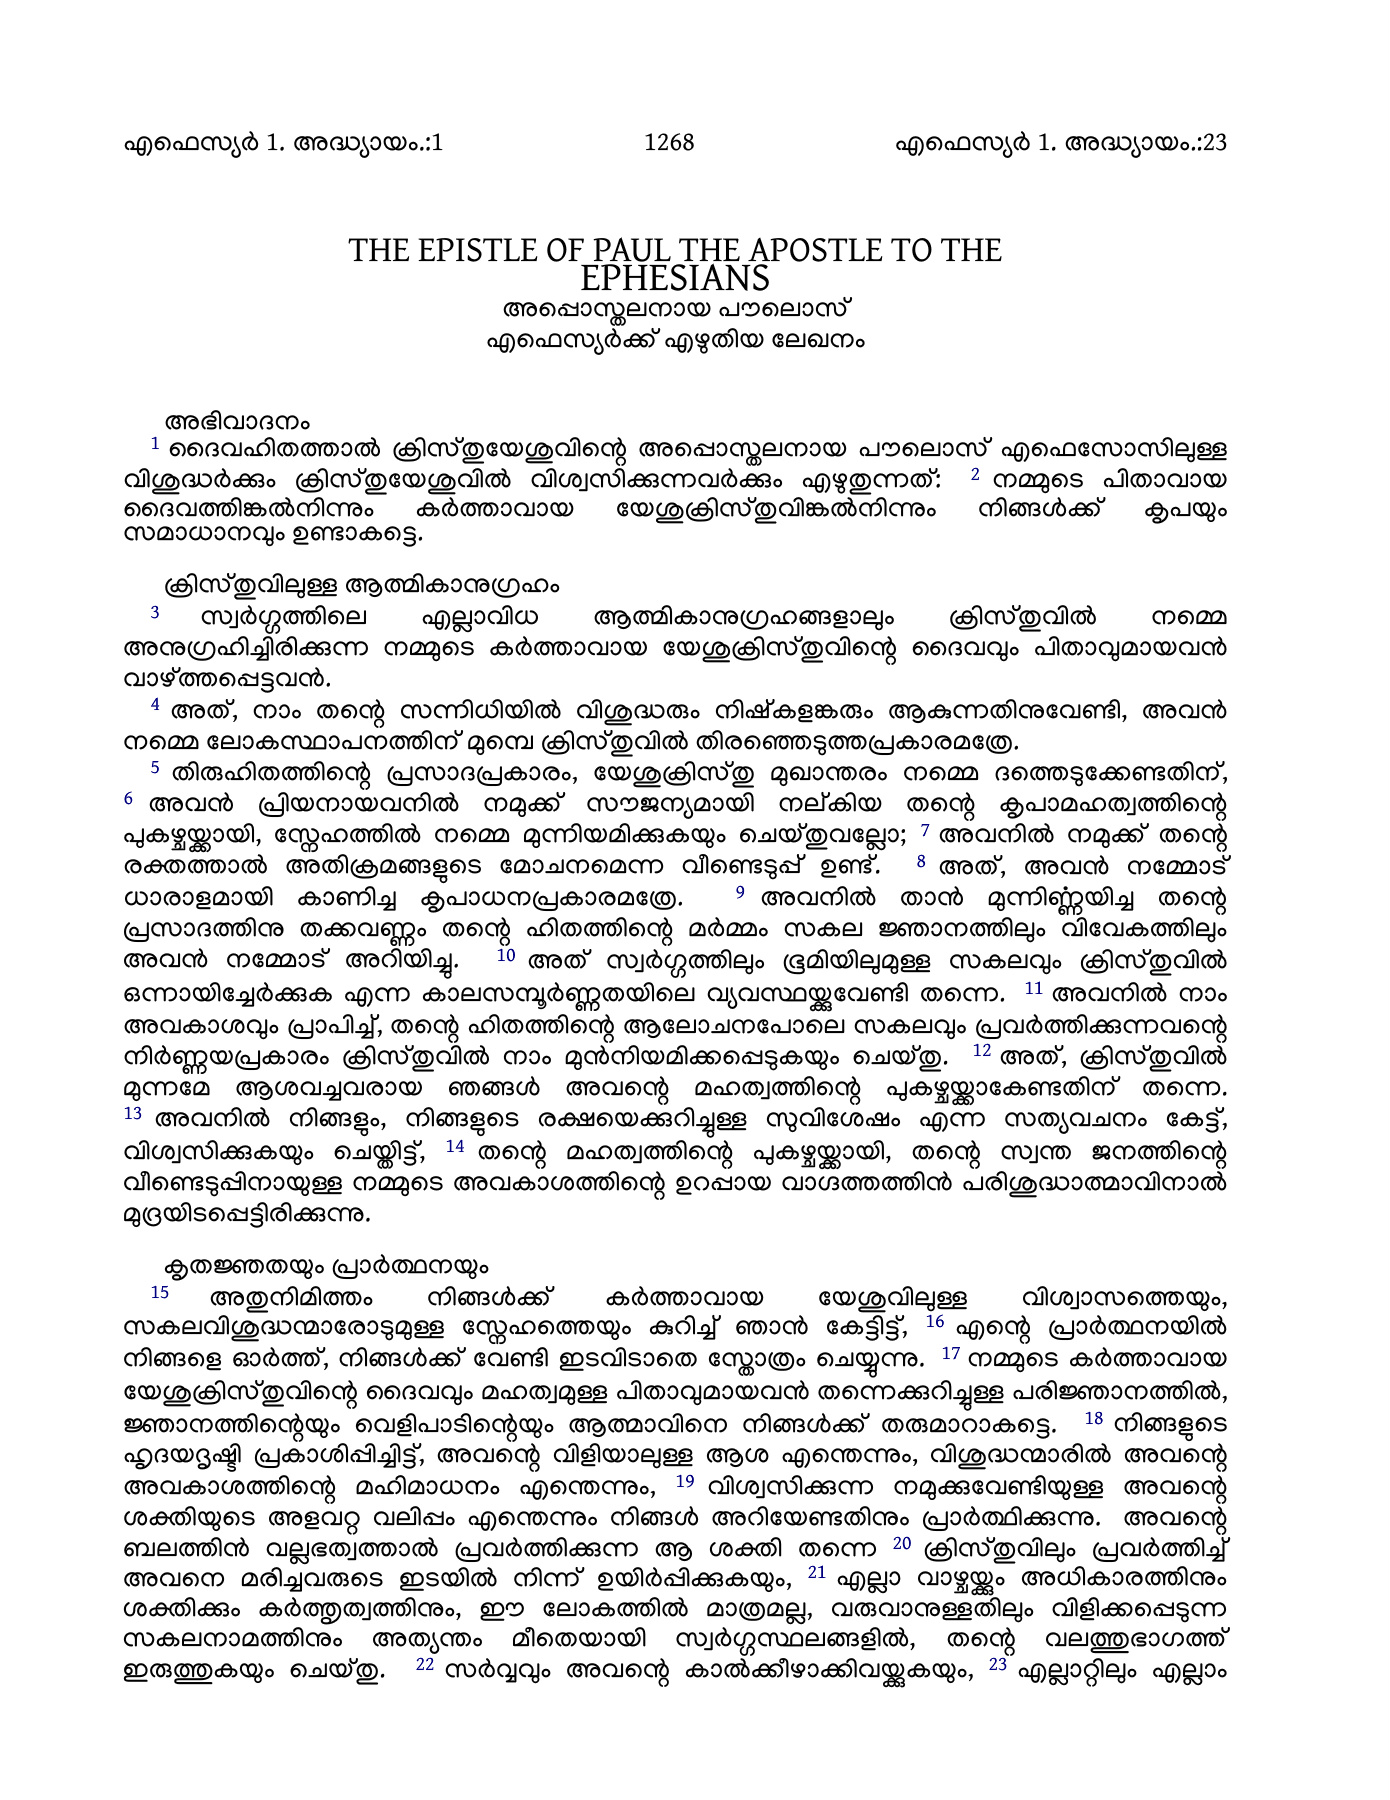 എഫെസ്യർ 1. അദ്ധ്യായം.:1 1268 എഫെസ്യർ 1. അദ്ധ്യായം.:23
THE EPISTLE OF PAUL THE APOSTLE TO THE
EPHESIANS
അപ്പൊസ്തലനായ പൗലൊസ്
എഫെസ്യർക്ക് എഴുതിയ ലേഖനം
അഭിവാദനം
1 ദൈവഹിതത്താൽ ക്രിസ്തുയേശുവിന്റെ അപ്പൊസ്തലനായ പൗലൊസ് എഫെസോസിലുള്ള
വിശുദ്ധർക്കും ക്രിസ്തുയേശുവിൽ വിശ്വസിക്കുന്നവർക്കും എഴുതുന്നത്: 2 നമ്മുടെ പിതാവായ
ദൈവത്തിങ്കൽനിന്നും കർത്താവായ യേശുക്രിസ്തുവിങ്കൽനിന്നും നിങ്ങൾക്ക് കൃപയും
സമാധാനവും ഉണ്ടാകട്ടെ.
ക്രിസ്തുവിലുള്ള ആത്മികാനുഗ്രഹം
3 സ്വർഗ്ഗത്തിലെ എല്ലാവിധ ആത്മികാനുഗ്രഹങ്ങളാലും ക്രിസ്തുവിൽ നമ്മെ
അനുഗ്രഹിച്ചിരിക്കുന്ന നമ്മുടെ കർത്താവായ യേശുക്രിസ്തുവിന്റെ ദൈവവും പിതാവുമായവൻ
വാഴ്ത്തപ്പെട്ടവൻ.
4 അത്, നാം തന്റെ സന്നിധിയിൽ വിശുദ്ധരും നിഷ്കളങ്കരും ആകുന്നതിനുവേണ്ടി, അവൻ
നമ്മെ ലോകസ്ഥാപനത്തിന് മുമ്പെ ക്രിസ്തുവിൽ തിരഞ്ഞെടുത്തപ്രകാരമത്രേ.
5 തിരുഹിതത്തിന്റെ പ്രസാദപ്രകാരം, യേശുക്രിസ്തു മുഖാന്തരം നമ്മെ ദത്തെടുക്കേണ്ടതിന്,
6 അവൻ പ്രിയനായവനിൽ നമുക്ക് സൗജന്യമായി നല്കിയ തന്റെ കൃപാമഹത്വത്തിന്റെ
പുകഴ്ചയ്ക്കായി, സ്നേഹത്തിൽ നമ്മെ മുന്നിയമിക്കുകയും ചെയ്തുവല്ലോ; 7 അവനിൽ നമുക്ക് തന്റെ
രക്തത്താൽ അതിക്രമങ്ങളുടെ മോചനമെന്ന വീണ്ടെടുപ്പ് ഉണ്ട്. 8 അത്, അവൻ നമ്മോട്
ധാരാളമായി കാണിച്ച കൃപാധനപ്രകാരമത്രേ. 9 അവനിൽ താൻ മുന്നിൎണ്ണയിച്ച തന്റെ
പ്രസാദത്തിനു തക്കവണ്ണം തന്റെ ഹിതത്തിന്റെ മർമ്മം സകല ജ്ഞാനത്തിലും വിവേകത്തിലും
അവൻ നമ്മോട് അറിയിച്ചു. 10 അത് സ്വർഗ്ഗത്തിലും ഭൂമിയിലുമുള്ള സകലവും ക്രിസ്തുവിൽ
ഒന്നായിച്ചേർക്കുക എന്ന കാലസമ്പൂർണ്ണതയിലെ വ്യവസ്ഥയ്ക്കുവേണ്ടി തന്നെ. 11 അവനിൽ നാം
അവകാശവും പ്രാപിച്ച്, തന്റെ ഹിതത്തിന്റെ ആലോചനപോലെ സകലവും പ്രവർത്തിക്കുന്നവന്റെ
നിർണ്ണയപ്രകാരം ക്രിസ്തുവിൽ നാം മുൻനിയമിക്കപ്പെടുകയും ചെയ്തു. 12 അത്, ക്രിസ്തുവിൽ
മുന്നമേ ആശവച്ചവരായ ഞങ്ങൾ അവന്റെ മഹത്വത്തിന്റെ പുകഴ്ചയ്ക്കാകേണ്ടതിന് തന്നെ.
13 അവനിൽ നിങ്ങളും, നിങ്ങളുടെ രക്ഷയെക്കുറിച്ചുള്ള സുവിശേഷം എന്ന സത്യവചനം കേട്ട്,
വിശ്വസിക്കുകയും ചെയ്തിട്ട്, 14 തന്റെ മഹത്വത്തിന്റെ പുകഴ്ചയ്ക്കായി, തന്റെ സ്വന്ത ജനത്തിന്റെ
വീണ്ടെടുപ്പിനായുള്ള നമ്മുടെ അവകാശത്തിന്റെ ഉറപ്പായ വാഗ്ദത്തത്തിൻ പരിശുദ്ധാത്മാവിനാൽ
മുദ്രയിടപ്പെട്ടിരിക്കുന്നു.
കൃതജ്ഞതയും പ്രാർത്ഥനയും
15 അതുനിമിത്തം നിങ്ങൾക്ക് കർത്താവായ യേശുവിലുള്ള വിശ്വാസത്തെയും,
സകലവിശുദ്ധന്മാരോടുമുള്ള സ്നേഹത്തെയും കുറിച്ച് ഞാൻ കേട്ടിട്ട്, 16 എന്റെ പ്രാർത്ഥനയിൽ
നിങ്ങളെ ഓർത്ത്, നിങ്ങൾക്ക് വേണ്ടി ഇടവിടാതെ സ്തോത്രം ചെയ്യുന്നു. 17 നമ്മുടെ കർത്താവായ
യേശുക്രിസ്തുവിന്റെ ദൈവവും മഹത്വമുള്ള പിതാവുമായവൻ തന്നെക്കുറിച്ചുള്ള പരിജ്ഞാനത്തിൽ,
ജ്ഞാനത്തിന്റെയും വെളിപാടിന്റെയും ആത്മാവിനെ നിങ്ങൾക്ക് തരുമാറാകട്ടെ. 18 നിങ്ങളുടെ
ഹൃദയദൃഷ്ടി പ്രകാശിപ്പിച്ചിട്ട്, അവന്റെ വിളിയാലുള്ള ആശ എന്തെന്നും, വിശുദ്ധന്മാരിൽ അവന്റെ
അവകാശത്തിന്റെ മഹിമാധനം എന്തെന്നും, 19 വിശ്വസിക്കുന്ന നമുക്കുവേണ്ടിയുള്ള അവന്റെ
ശക്തിയുടെ അളവറ്റ വലിപ്പം എന്തെന്നും നിങ്ങൾ അറിയേണ്ടതിനും പ്രാർത്ഥിക്കുന്നു. അവന്റെ
ബലത്തിൻ വല്ലഭത്വത്താൽ പ്രവർത്തിക്കുന്ന ആ ശക്തി തന്നെ 20 ക്രിസ്തുവിലും പ്രവർത്തിച്ച്
അവനെ മരിച്ചവരുടെ ഇടയിൽ നിന്ന് ഉയിർപ്പിക്കുകയും, 21 എല്ലാ വാഴ്ചയ്ക്കും അധികാരത്തിനും
ശക്തിക്കും കർത്തൃത്വത്തിനും, ഈ ലോകത്തിൽ മാത്രമല്ല, വരുവാനുള്ളതിലും വിളിക്കപ്പെടുന്ന
സകലനാമത്തിനും അത്യന്തം മീതെയായി സ്വർഗ്ഗസ്ഥലങ്ങളിൽ, തന്റെ വലത്തുഭാഗത്ത്
ഇരുത്തുകയും ചെയ്തു. 22 സർവ്വവും അവന്റെ കാൽക്കീഴാക്കിവയ്ക്കുകയും, 23 എല്ലാറ്റിലും എല്ലാം